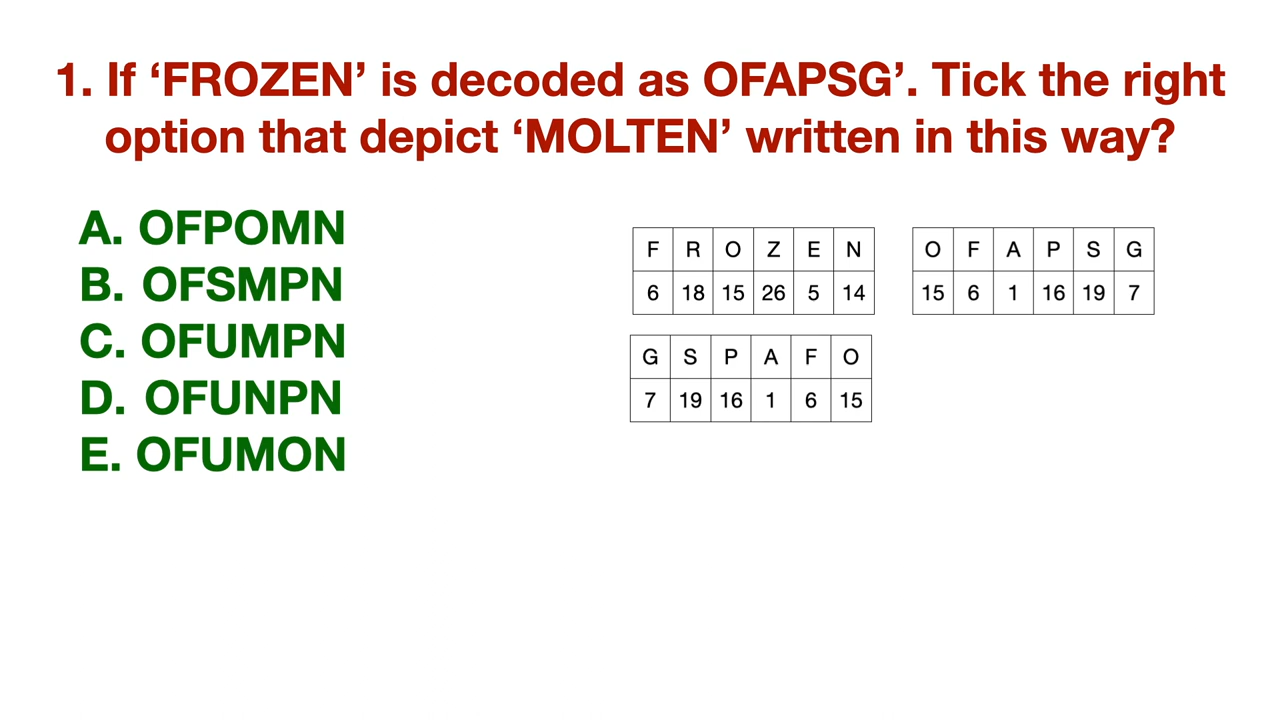 1. If ‘FROZEN’ is decoded as OFAPSG’. Tick the right
option that depict ‘MOLTEN’ written in this way?
A. OFPOMN
B. OFSMPN
C. OFUMPN
D. OFUNPN
E. OFUMON
F R O Z E N
6 18 15 26 5 14
O F A P S G
15 6 1 16 19 7
G S P A F O
7 19 16 1 6 15